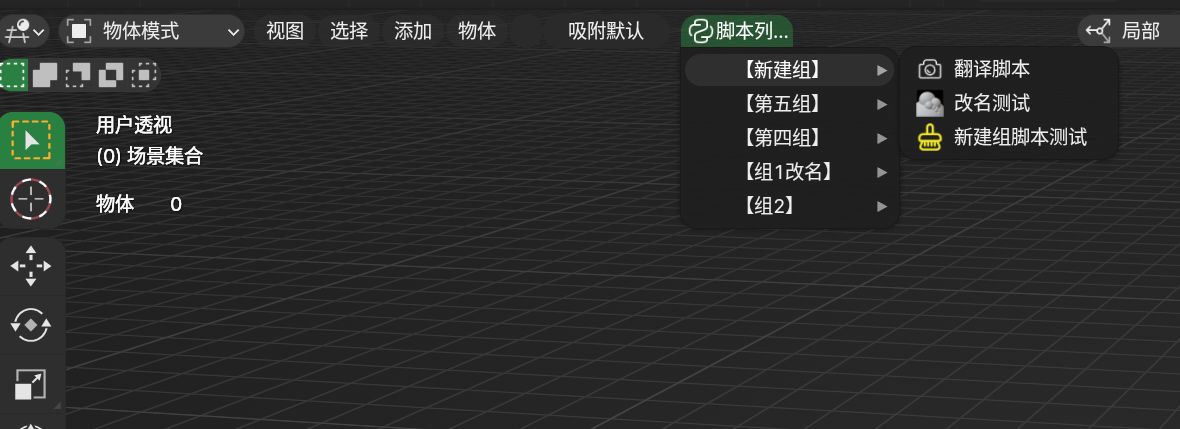 物体模式
视图
选择
添加
物体
吸附默认
脚本列...
局部
用户透视
(0) 场景集合
物体 0
【新建组】
【第五组】
【第四组】
【组1改名】
【组2】
翻译脚本
改名测试
新建组脚本测试